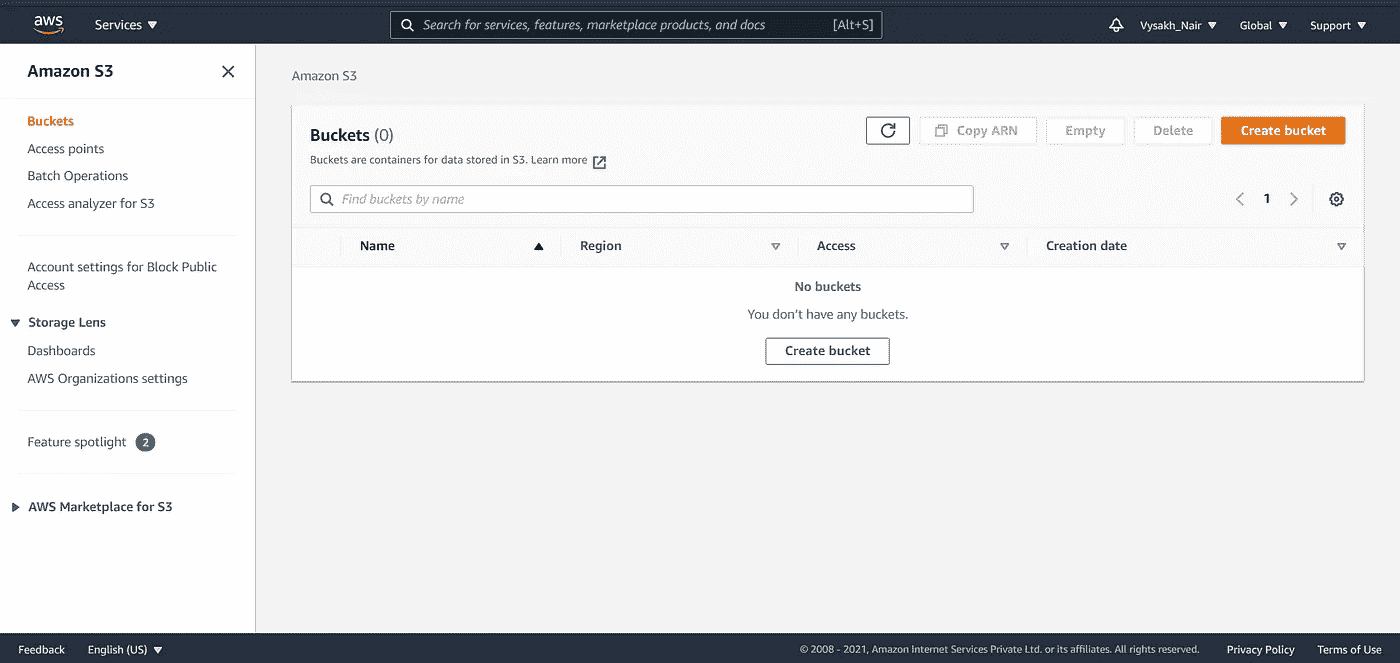 aws
Services
Search for services, features, marketplace products, and docs [Alt+S]
Vysakh_Nair
Global
Support
Amazon S3
Buckets
Access points
Batch Operations
Access analyzer for S3
Account settings for Block Public
Access
Storage Lens
Dashboards
AWS Organizations settings
Feature spotlight 2
AWS Marketplace for S3
Amazon S3
Buckets (0)
Copy ARN
Empty
Delete
Create bucket
Buckets are containers for data stored in S3. Learn more
Find buckets by name
1
Name
Region
Access
Creation date
No buckets
You don't have any buckets.
Create bucket
Feedback
English (US)
© 2008 - 2021, Amazon Internet Services Private Ltd. or its affiliates. All rights reserved.
Privacy Policy
Terms of Use